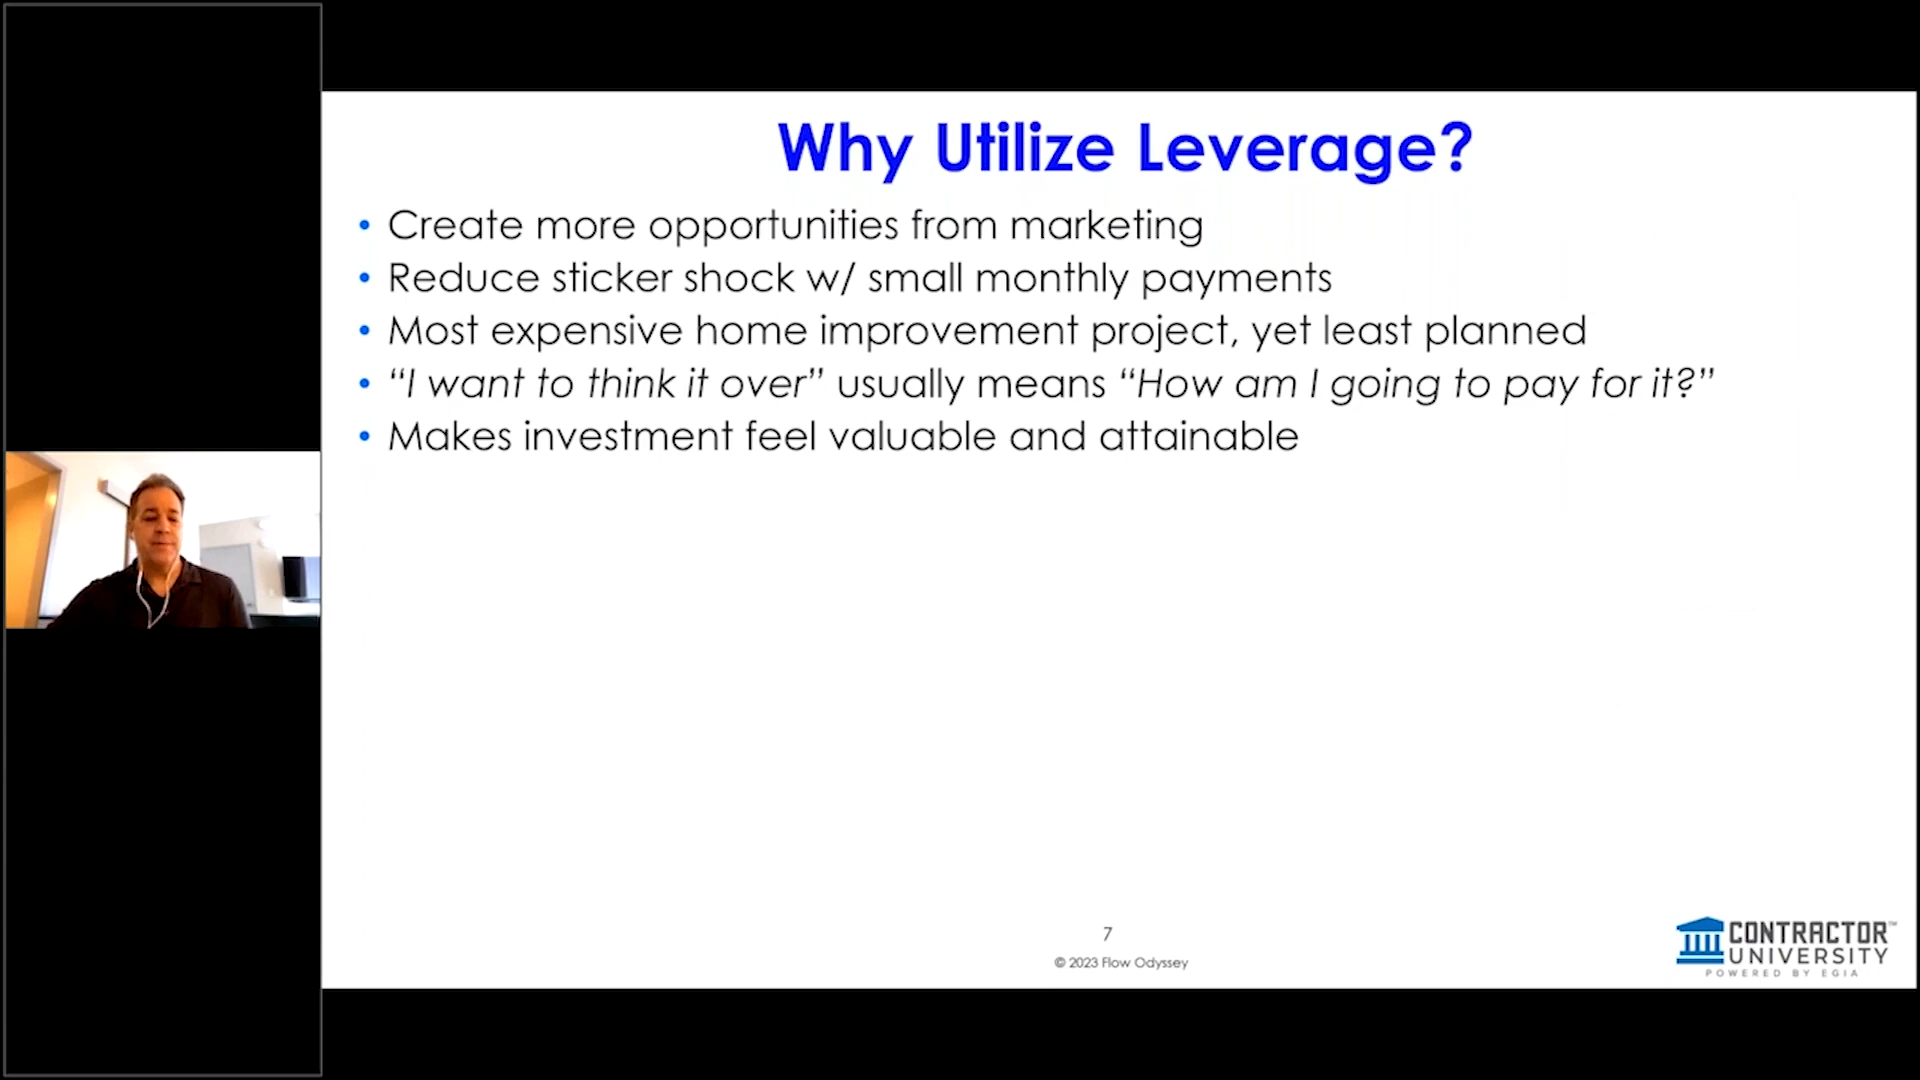 Why Utilize Leverage?
• Create more opportunities from marketing
• Reduce sticker shock w/ small monthly payments
• Most expensive home improvement project, yet least planned
• “I want to think it over” usually means “How am I going to pay for it?”
• Makes investment feel valuable and attainable
7
© 2023 Flow Odyssey
CONTRACTOR™
UNIVERSITY
POWERED BY EGIA